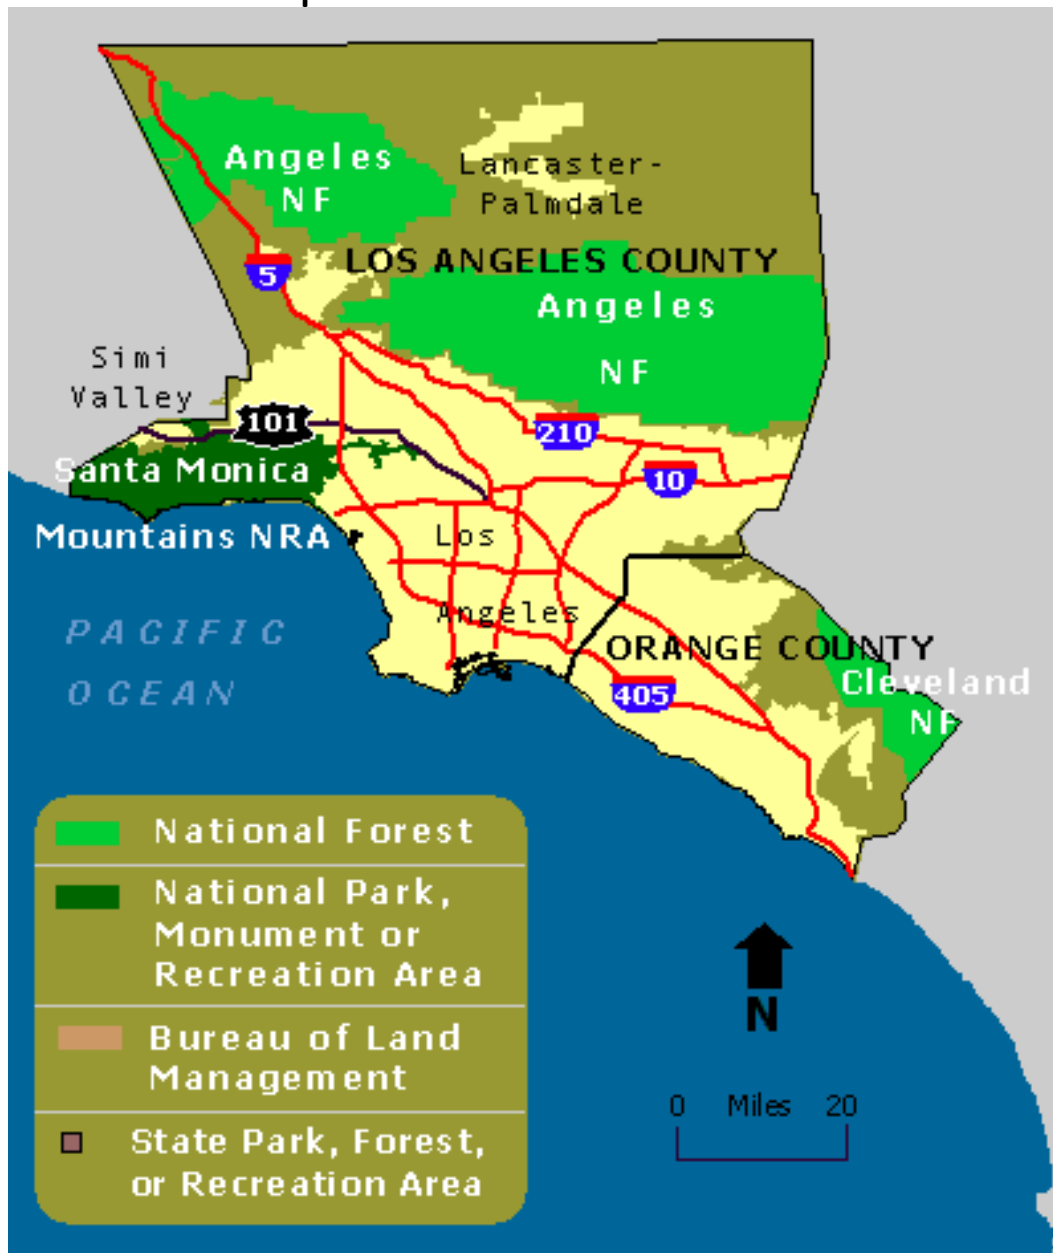 Angeles
NF
Lancaster-
Palmdale
LOS ANGELES COUNTY
5
Angeles
NF
Simi
Valley
101
210
10
Santa Monica
Mountains NRA
Los
Angeles
PACIFIC
OCEAN
ORANGE COUNTY
405
Cleveland
NF
National Forest
National Park,
Monument or
Recreation Area
Bureau of Land
Management
State Park, Forest,
or Recreation Area
N
0 Miles 20